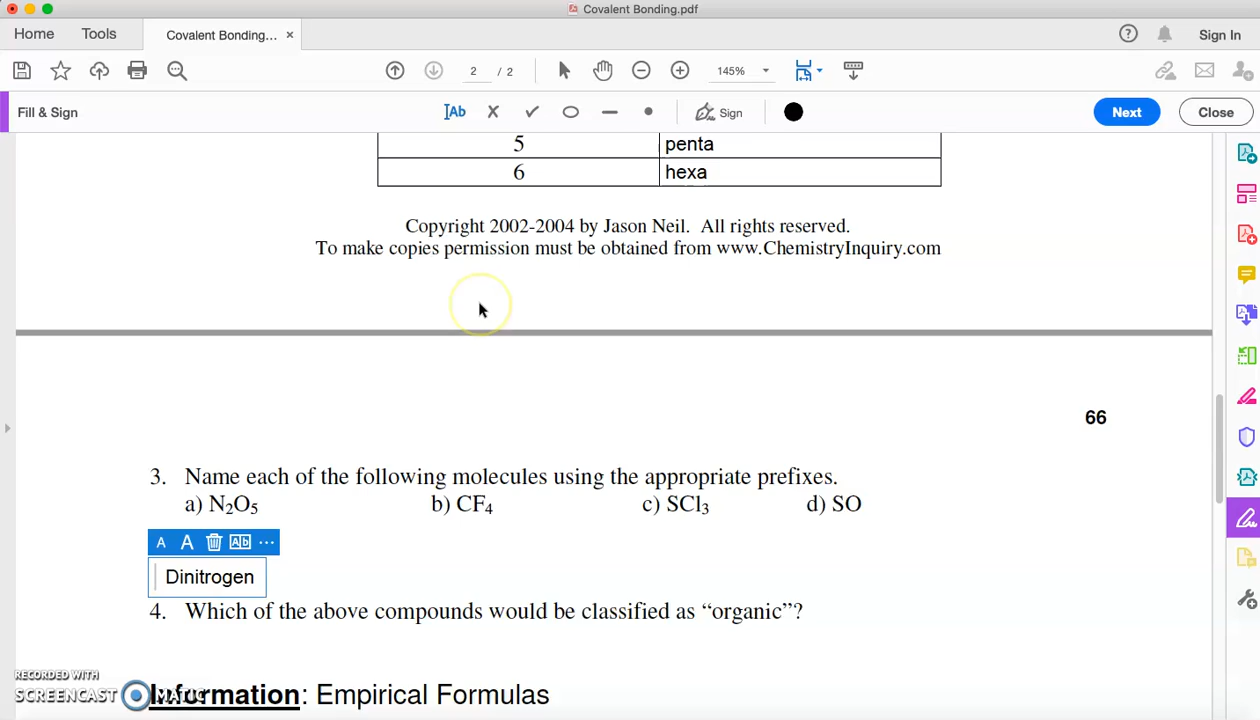 Covalent Bonding.pdf
Home Tools Covalent Bonding... × Sign In
2 / 2 145%
Fill & Sign Ab Sign Next Close
5 penta
6 hexa
Copyright 2002-2004 by Jason Neil. All rights reserved.
To make copies permission must be obtained from www.ChemistryInquiry.com
66
3. Name each of the following molecules using the appropriate prefixes.
a) N₂O₅ b) CF₄ c) SCl₃ d) SO
A A Ab ...
Dinitrogen
4. Which of the above compounds would be classified as “organic”?
RECORDED WITH
SCREENCAST MATIC
Information: Empirical Formulas